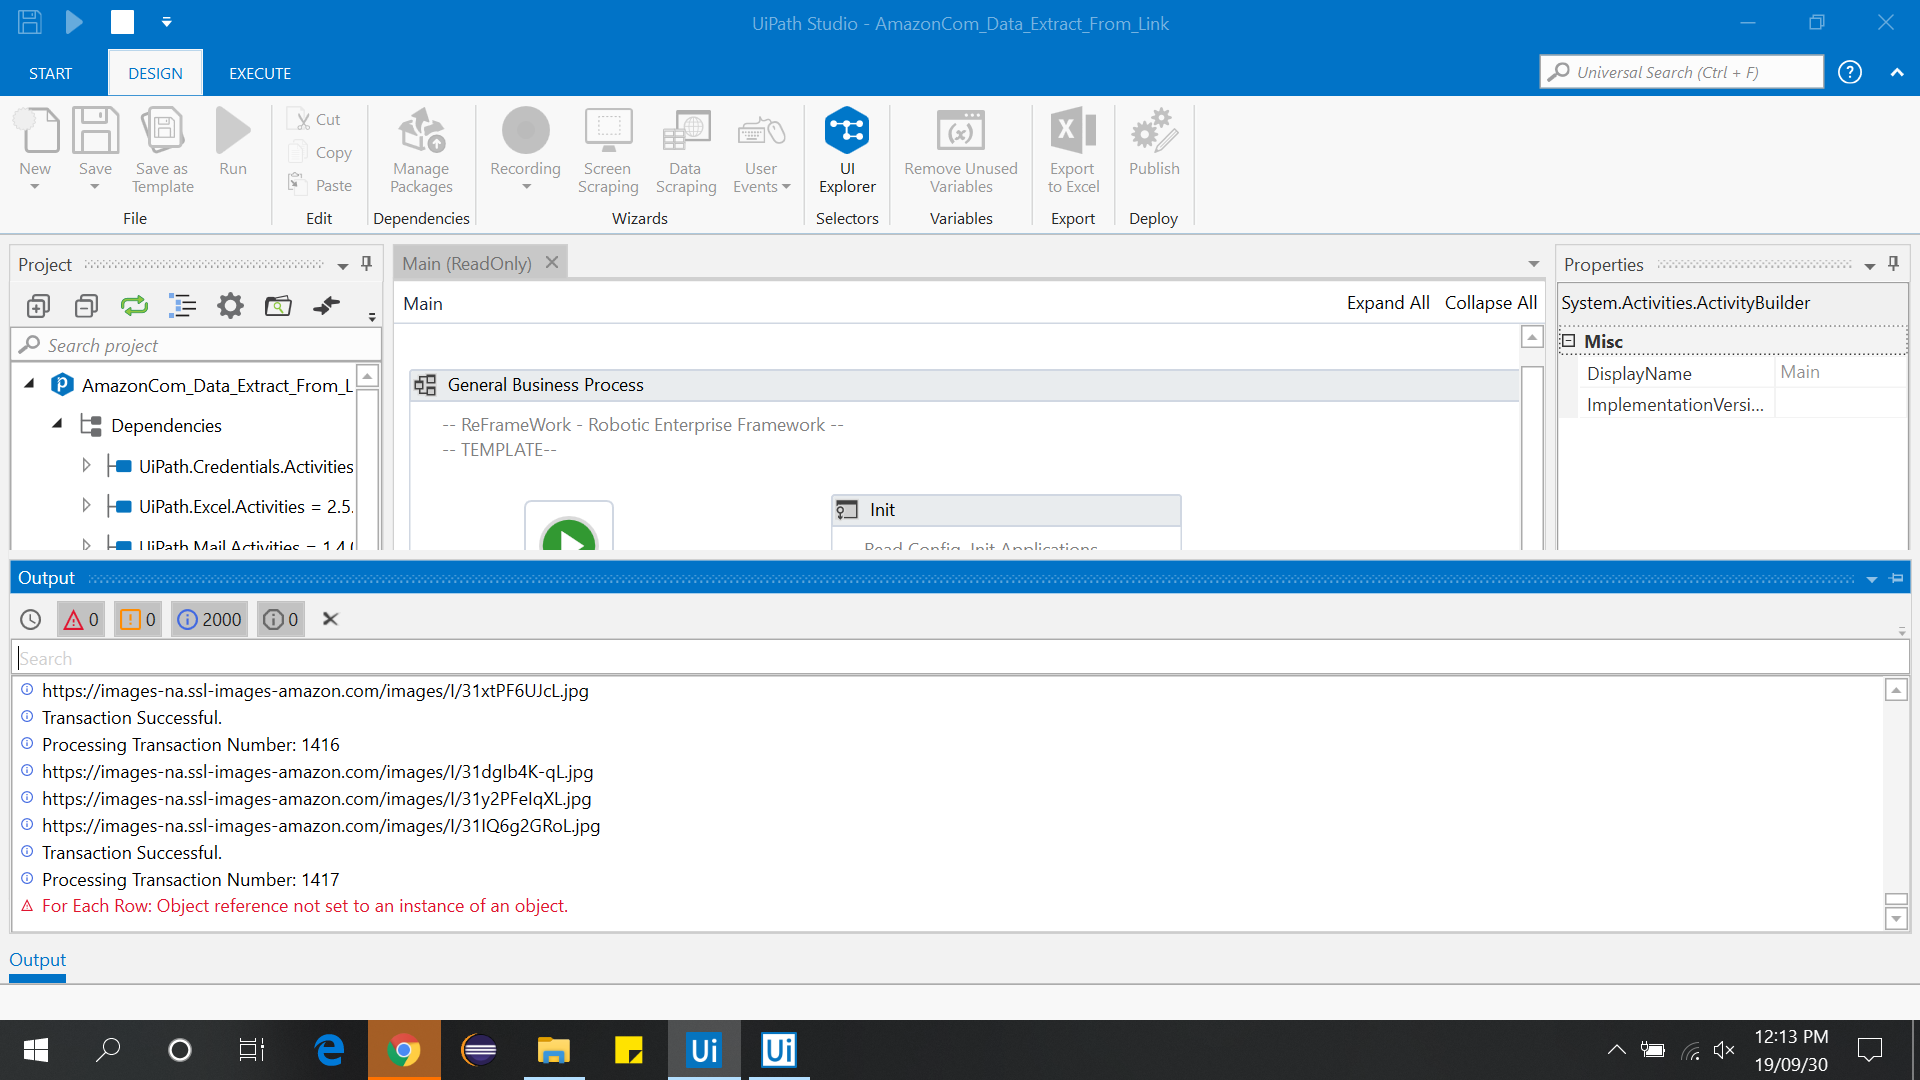 UiPath Studio - AmazonCom_Data_Extract_From_Link
START
DESIGN
EXECUTE
Universal Search (Ctrl + F)
New
Save
Save as
Template
Run
File
Cut
Copy
Paste
Edit
Manage
Packages
Dependencies
Recording
Screen
Scraping
Data
Scraping
User
Events
Wizards
UI
Explorer
Selectors
Remove Unused
Variables
Variables
Export
to Excel
Export
Publish
Deploy
Project
Search project
AmazonCom_Data_Extract_From_L
Dependencies
UiPath.Credentials.Activities
UiPath.Excel.Activities = 2.5.
UiPath.Mail.Activities = 1.4.0
Main (ReadOnly)
Main
Expand All Collapse All
General Business Process
-- ReFrameWork - Robotic Enterprise Framework --
-- TEMPLATE--
Init
Read Config, Init Applications
Properties
System.Activities.ActivityBuilder
Misc
DisplayName Main
ImplementationVersi...
Output
0 0 2000 0
Search
https://images-na.ssl-images-amazon.com/images/I/31xtPF6UJcL.jpg
Transaction Successful.
Processing Transaction Number: 1416
https://images-na.ssl-images-amazon.com/images/I/31dgIb4K-qL.jpg
https://images-na.ssl-images-amazon.com/images/I/31y2PFeIqXL.jpg
https://images-na.ssl-images-amazon.com/images/I/31IQ6g2GRoL.jpg
Transaction Successful.
Processing Transaction Number: 1417
For Each Row: Object reference not set to an instance of an object.
Output
Ui
Ui
12:13 PM
19/09/30